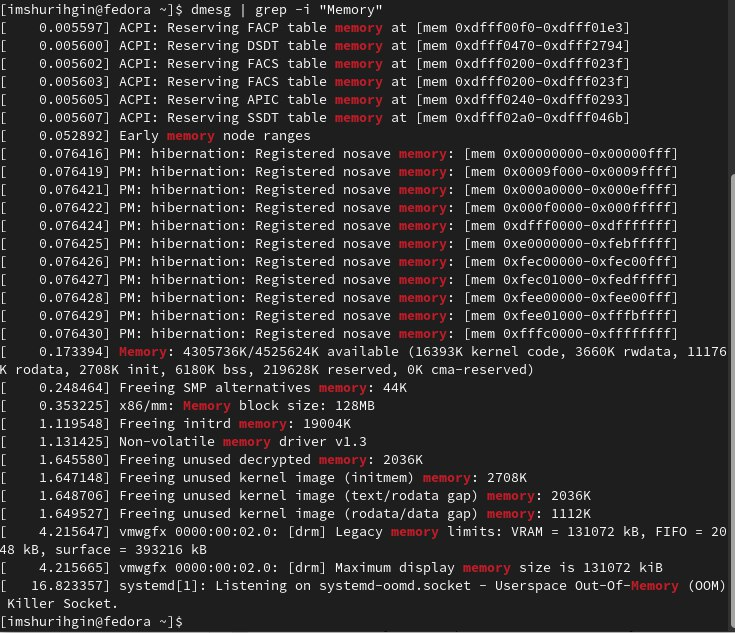 [imshurihgin@fedora ~]$ dmesg | grep -i "Memory"
[    0.005597] ACPI: Reserving FACP table memory at [mem 0xdfff00f0-0xdfff01e3]
[    0.005600] ACPI: Reserving DSDT table memory at [mem 0xdfff0470-0xdfff2794]
[    0.005602] ACPI: Reserving FACS table memory at [mem 0xdfff0200-0xdfff023f]
[    0.005603] ACPI: Reserving FACS table memory at [mem 0xdfff0200-0xdfff023f]
[    0.005605] ACPI: Reserving APIC table memory at [mem 0xdfff0240-0xdfff0293]
[    0.005607] ACPI: Reserving SSDT table memory at [mem 0xdfff02a0-0xdfff046b]
[    0.052892] Early memory node ranges
[    0.076416] PM: hibernation: Registered nosave memory: [mem 0x00000000-0x00000fff]
[    0.076419] PM: hibernation: Registered nosave memory: [mem 0x0009f000-0x0009ffff]
[    0.076421] PM: hibernation: Registered nosave memory: [mem 0x000a0000-0x000effff]
[    0.076422] PM: hibernation: Registered nosave memory: [mem 0x000f0000-0x000fffff]
[    0.076424] PM: hibernation: Registered nosave memory: [mem 0xdfff0000-0xdfffffff]
[    0.076425] PM: hibernation: Registered nosave memory: [mem 0xe0000000-0xfebfffff]
[    0.076426] PM: hibernation: Registered nosave memory: [mem 0xfec00000-0xfec00fff]
[    0.076427] PM: hibernation: Registered nosave memory: [mem 0xfec01000-0xfedfffff]
[    0.076428] PM: hibernation: Registered nosave memory: [mem 0xfee00000-0xfee00fff]
[    0.076429] PM: hibernation: Registered nosave memory: [mem 0xfee01000-0xfffbffff]
[    0.076430] PM: hibernation: Registered nosave memory: [mem 0xfffc0000-0xffffffff]
[    0.173394] Memory: 4305736K/4525624K available (16393K kernel code, 3660K rwdata, 11176
K rodata, 2708K init, 6180K bss, 219628K reserved, 0K cma-reserved)
[    0.248464] Freeing SMP alternatives memory: 44K
[    0.353225] x86/mm: Memory block size: 128MB
[    1.119548] Freeing initrd memory: 19004K
[    1.131425] Non-volatile memory driver v1.3
[    1.645580] Freeing unused decrypted memory: 2036K
[    1.647148] Freeing unused kernel image (initmem) memory: 2708K
[    1.648706] Freeing unused kernel image (text/rodata gap) memory: 2036K
[    1.649527] Freeing unused kernel image (rodata/data gap) memory: 1112K
[    4.215647] vmwgfx 0000:00:02.0: [drm] Legacy memory limits: VRAM = 131072 kB, FIFO = 20
48 kB, surface = 393216 kB
[    4.215665] vmwgfx 0000:00:02.0: [drm] Maximum display memory size is 131072 kiB
[   16.823357] systemd[1]: Listening on systemd-oomd.socket - Userspace Out-Of-Memory (OOM)
 Killer Socket.
[imshurihgin@fedora ~]$